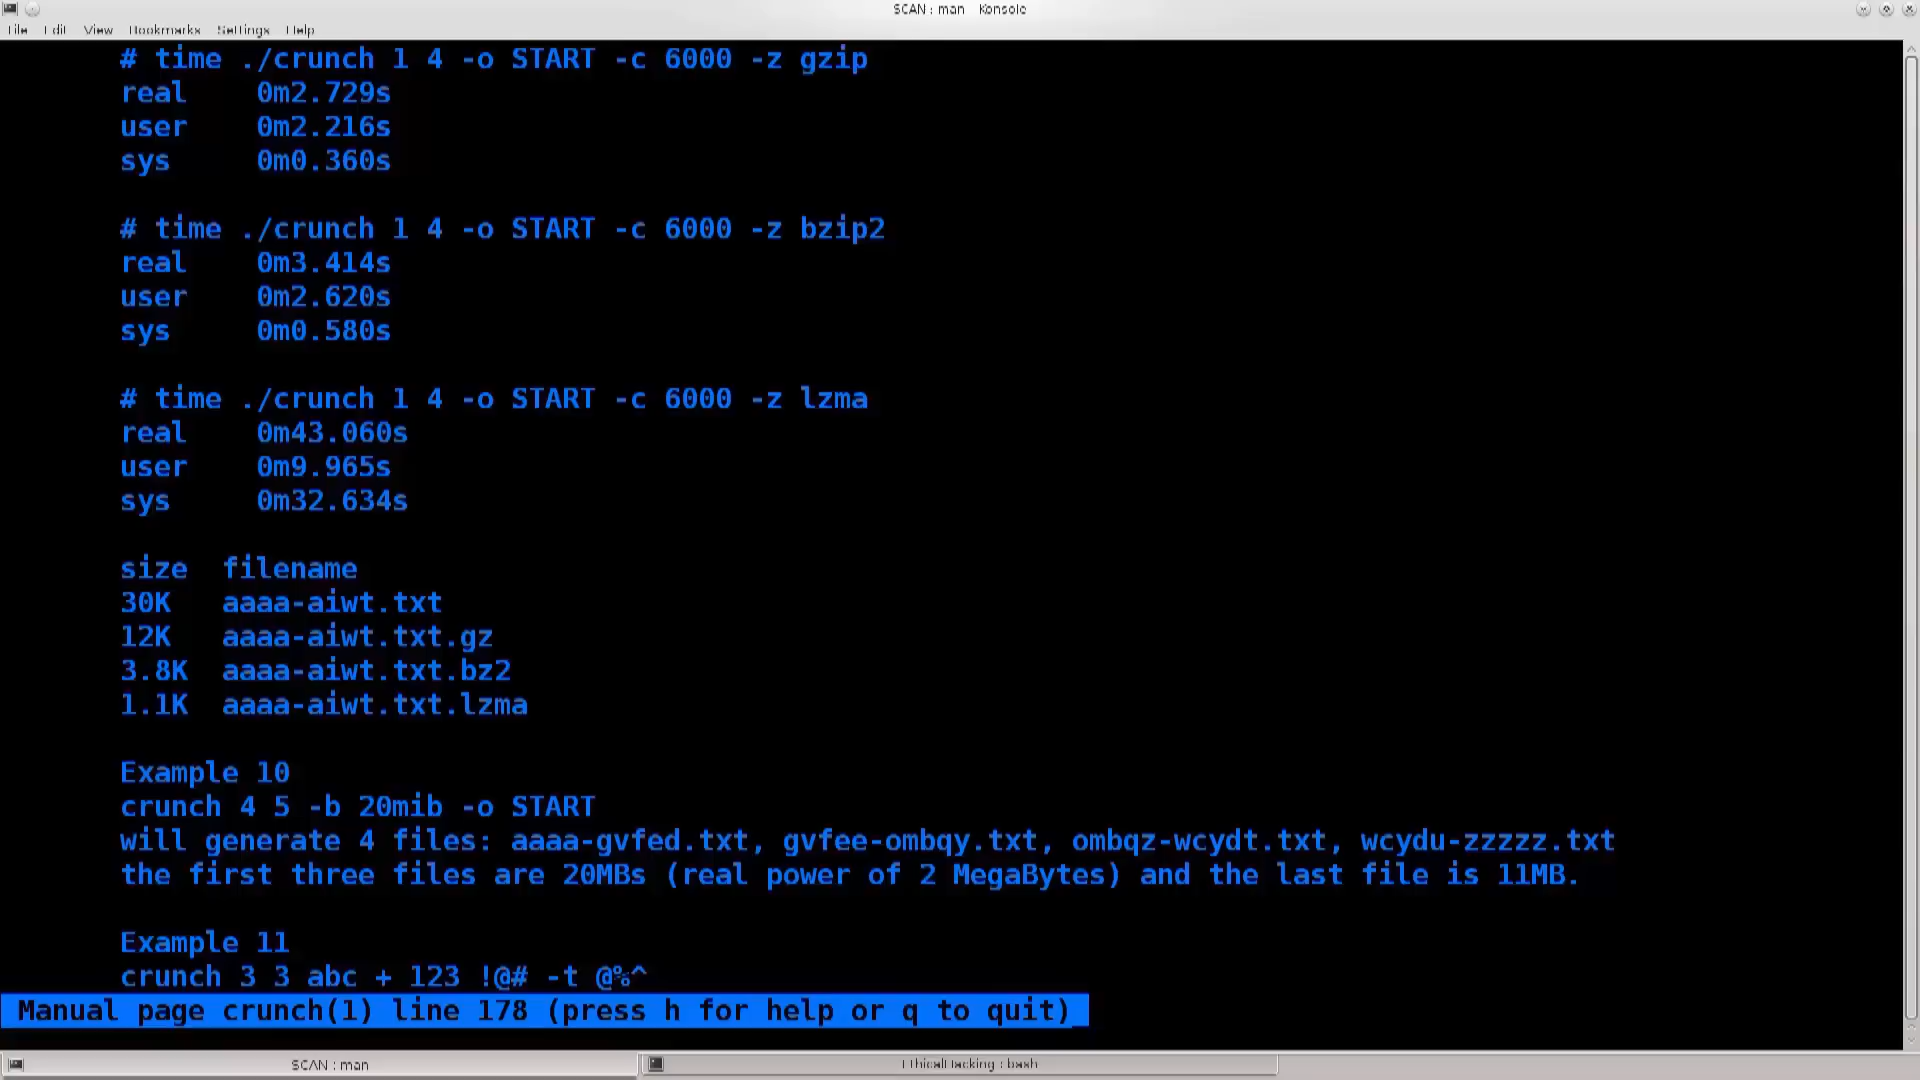 SCAN : man Konsole
File Edit View Bookmarks Settings Help
# time ./crunch 1 4 -o START -c 6000 -z gzip
real 0m2.729s
user 0m2.216s
sys 0m0.360s
# time ./crunch 1 4 -o START -c 6000 -z bzip2
real 0m3.414s
user 0m2.620s
sys 0m0.580s
# time ./crunch 1 4 -o START -c 6000 -z lzma
real 0m43.060s
user 0m9.965s
sys 0m32.634s
size filename
30K aaaa-aiwt.txt
12K aaaa-aiwt.txt.gz
3.8K aaaa-aiwt.txt.bz2
1.1K aaaa-aiwt.txt.lzma
Example 10
crunch 4 5 -b 20mib -o START
will generate 4 files: aaaa-gvfed.txt, gvfee-ombqy.txt, ombqz-wcydt.txt, wcydu-zzzzz.txt
the first three files are 20MBs (real power of 2 MegaBytes) and the last file is 11MB.
Example 11
crunch 3 3 abc + 123 !@# -t @%^
Manual page crunch(1) line 178 (press h for help or q to quit)
SCAN : man
EthicalHacking : bash